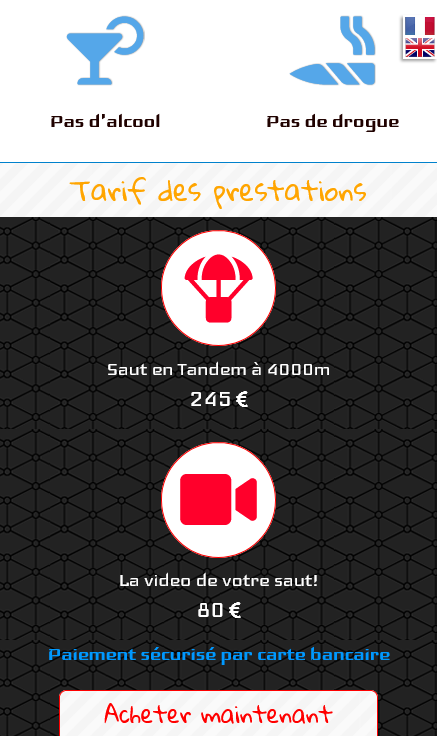 Pas d'alcool
Pas de drogue
Tarif des prestations
Saut en Tandem à 4000m
245 €
La video de votre saut!
80 €
Paiement sécurisé par carte bancaire
Acheter maintenant